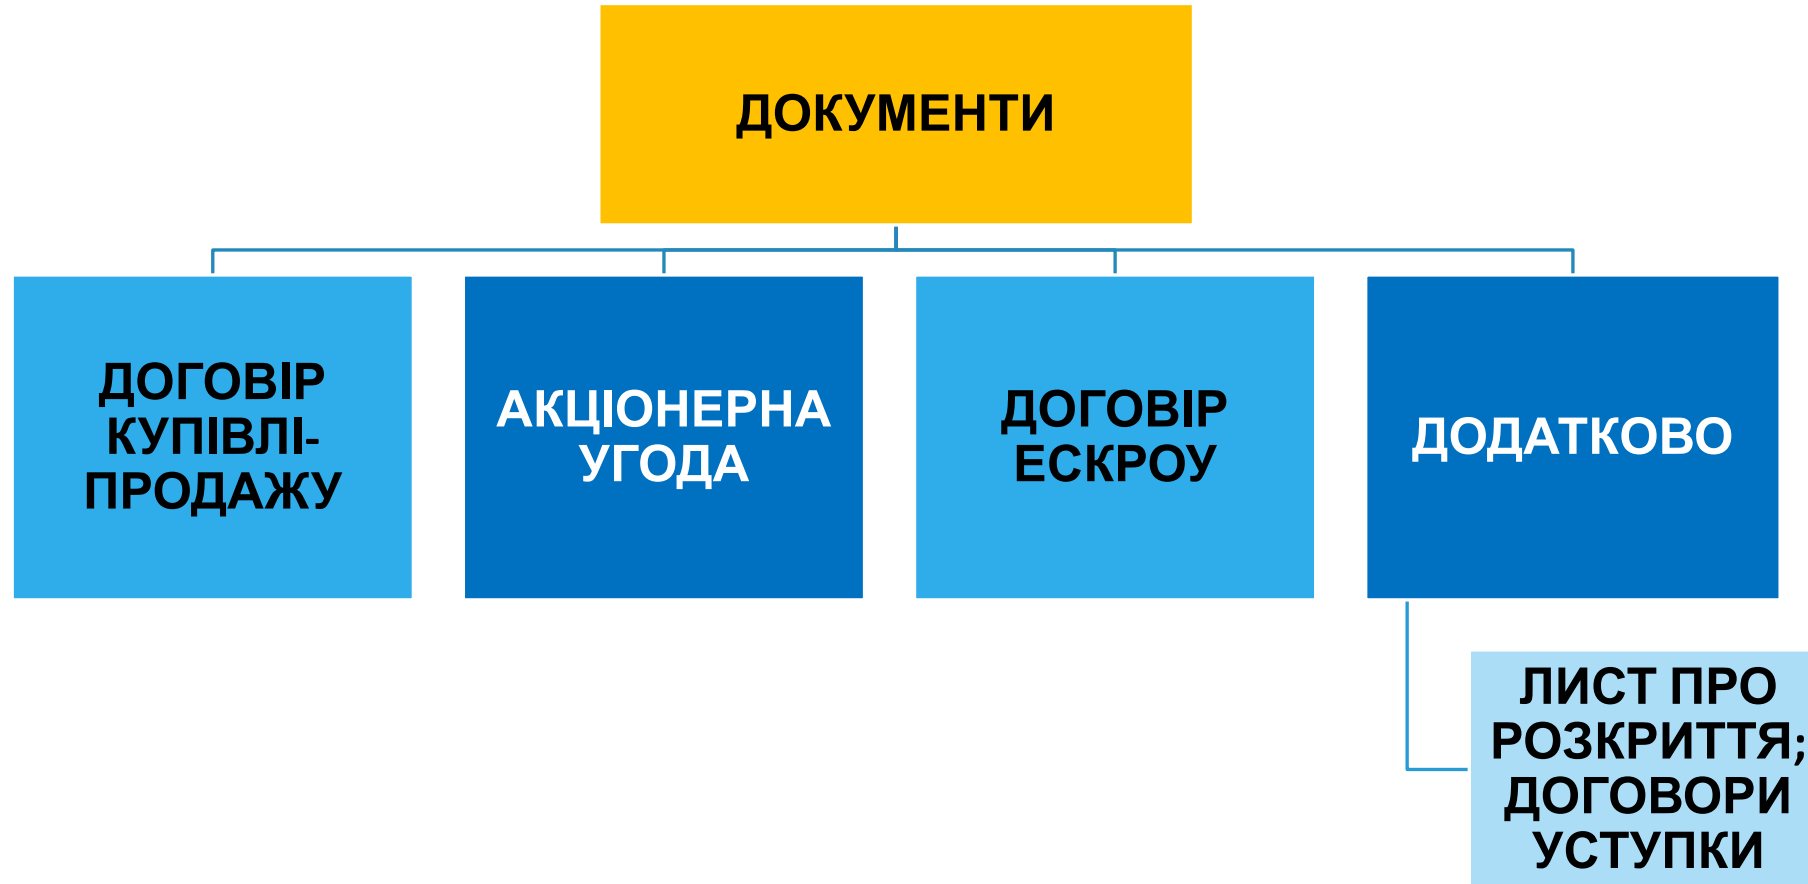 ДОКУМЕНТИ
ДОГОВІР
КУПІВЛІ-
ПРОДАЖУ
АКЦІОНЕРНА
УГОДА
ДОГОВІР
ЕСКРОУ
ДОДАТКОВО
ЛИСТ ПРО
РОЗКРИТТЯ;
ДОГОВОРИ
УСТУПКИ